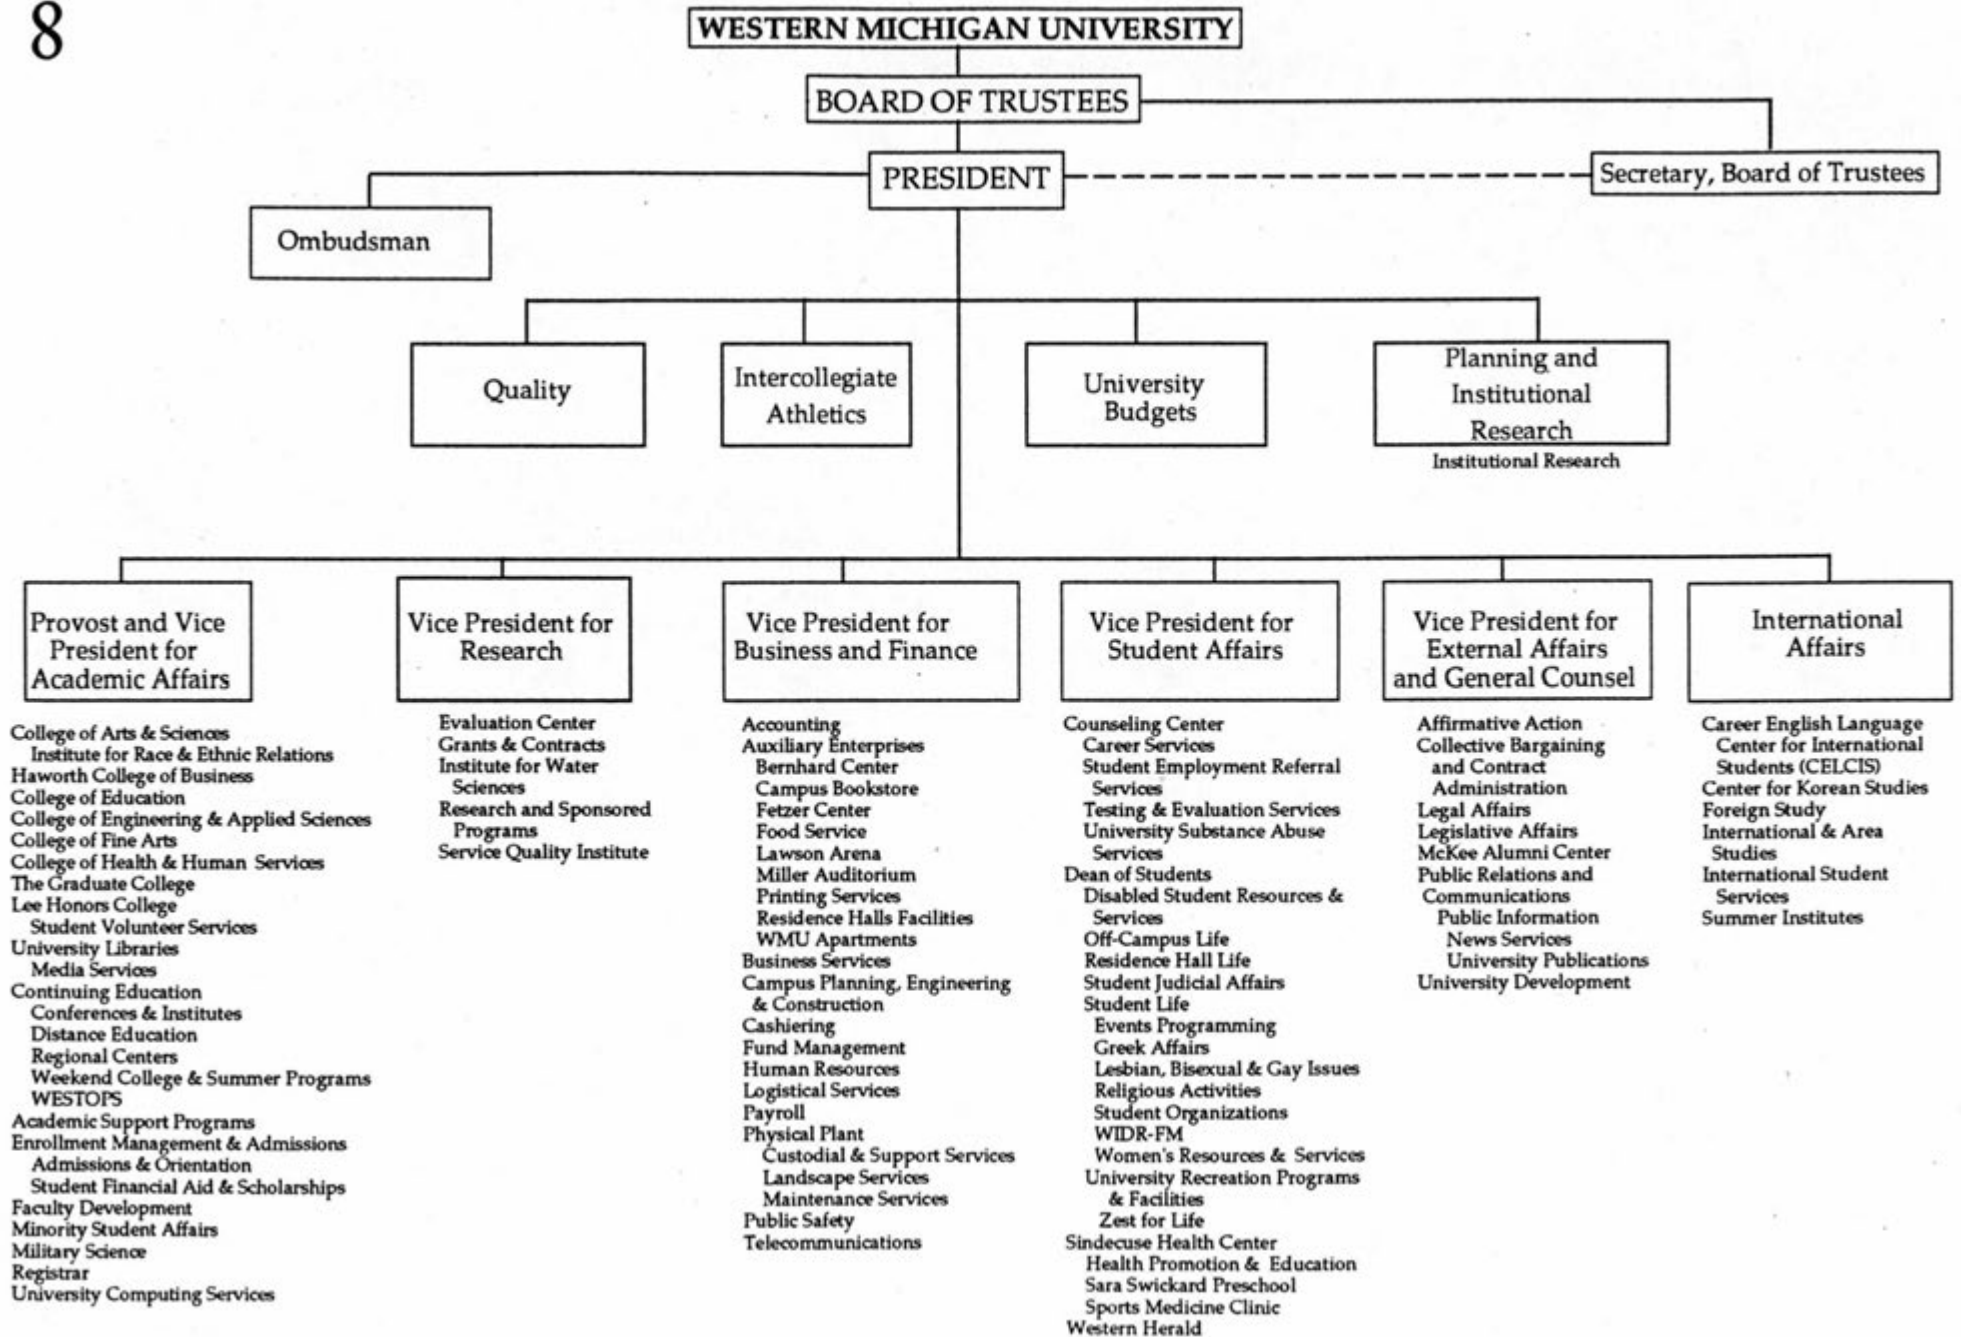 8
WESTERN MICHIGAN UNIVERSITY
BOARD OF TRUSTEES
PRESIDENT
Secretary, Board of Trustees
Ombudsman
Quality
Intercollegiate
Athletics
University
Budgets
Planning and
Institutional
Research
Institutional Research
Provost and Vice
President for
Academic Affairs
College of Arts & Sciences
Institute for Race & Ethnic Relations
Haworth College of Business
College of Education
College of Engineering & Applied Sciences
College of Fine Arts
College of Health & Human Services
The Graduate College
Lee Honors College
Student Volunteer Services
University Libraries
Media Services
Continuing Education
Conferences & Institutes
Distance Education
Regional Centers
Weekend College & Summer Programs
WESTOPS
Academic Support Programs
Enrollment Management & Admissions
Admissions & Orientation
Student Financial Aid & Scholarships
Faculty Development
Minority Student Affairs
Military Science
Registrar
University Computing Services
Vice President for
Research
Evaluation Center
Grants & Contracts
Institute for Water
Sciences
Research and Sponsored
Programs
Service Quality Institute
Vice President for
Business and Finance
Accounting
Auxiliary Enterprises
Bernhard Center
Campus Bookstore
Fetzer Center
Food Service
Lawson Arena
Miller Auditorium
Printing Services
Residence Halls Facilities
WMU Apartments
Business Services
Campus Planning, Engineering
& Construction
Cashiering
Fund Management
Human Resources
Logistical Services
Payroll
Physical Plant
Custodial & Support Services
Landscape Services
Maintenance Services
Public Safety
Telecommunications
Vice President for
Student Affairs
Counseling Center
Career Services
Student Employment Referral
Services
Testing & Evaluation Services
University Substance Abuse
Services
Dean of Students
Disabled Student Resources &
Services
Off-Campus Life
Residence Hall Life
Student Judicial Affairs
Student Life
Events Programming
Greek Affairs
Lesbian, Bisexual & Gay Issues
Religious Activities
Student Organizations
WIDR-FM
Women's Resources & Services
University Recreation Programs
& Facilities
Zest for Life
Sindecuse Health Center
Health Promotion & Education
Sara Swickard Preschool
Sports Medicine Clinic
Western Herald
Vice President for
External Affairs
and General Counsel
Affirmative Action
Collective Bargaining
and Contract
Administration
Legal Affairs
Legislative Affairs
McKee Alumni Center
Public Relations and
Communications
Public Information
News Services
University Publications
University Development
International
Affairs
Career English Language
Center for International
Students (CELCIS)
Center for Korean Studies
Foreign Study
International & Area
Studies
International Student
Services
Summer Institutes